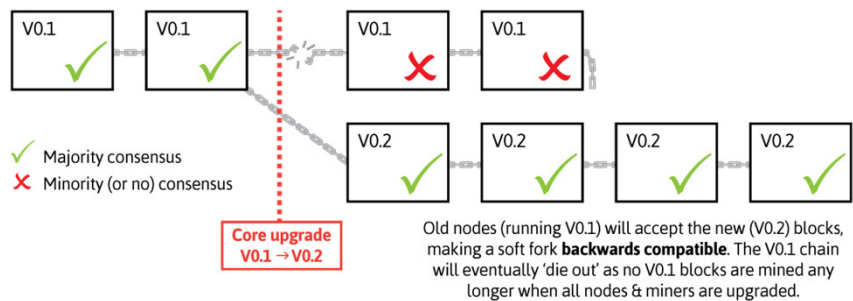 V0.1
V0.1
V0.1
V0.1
V0.2
V0.2
V0.2
V0.2
Majority consensus
Minority (or no) consensus
Core upgrade
V0.1 → V0.2
Old nodes (running V0.1) will accept the new (V0.2) blocks,
making a soft fork backwards compatible. The V0.1 chain
will eventually ‘die out’ as no V0.1 blocks are mined any
longer when all nodes & miners are upgraded.